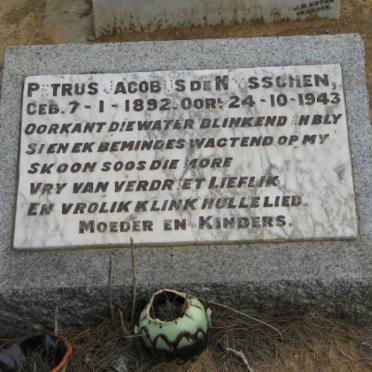 PETRUS JACOBUS DE NYSSCHEN,
GEB. 7-1-1892. OORL. 24-10-1943
OORKANT DIE WATER BLINKEND EN BLY
SIEN EK BEMINDES WAGTEND OP MY
SKOON SOOS DIE MORE
VRY VAN VERDRIET LIEFLIK
EN VROLIK KLINK HULLE LIED.
MOEDER EN KINDERS.